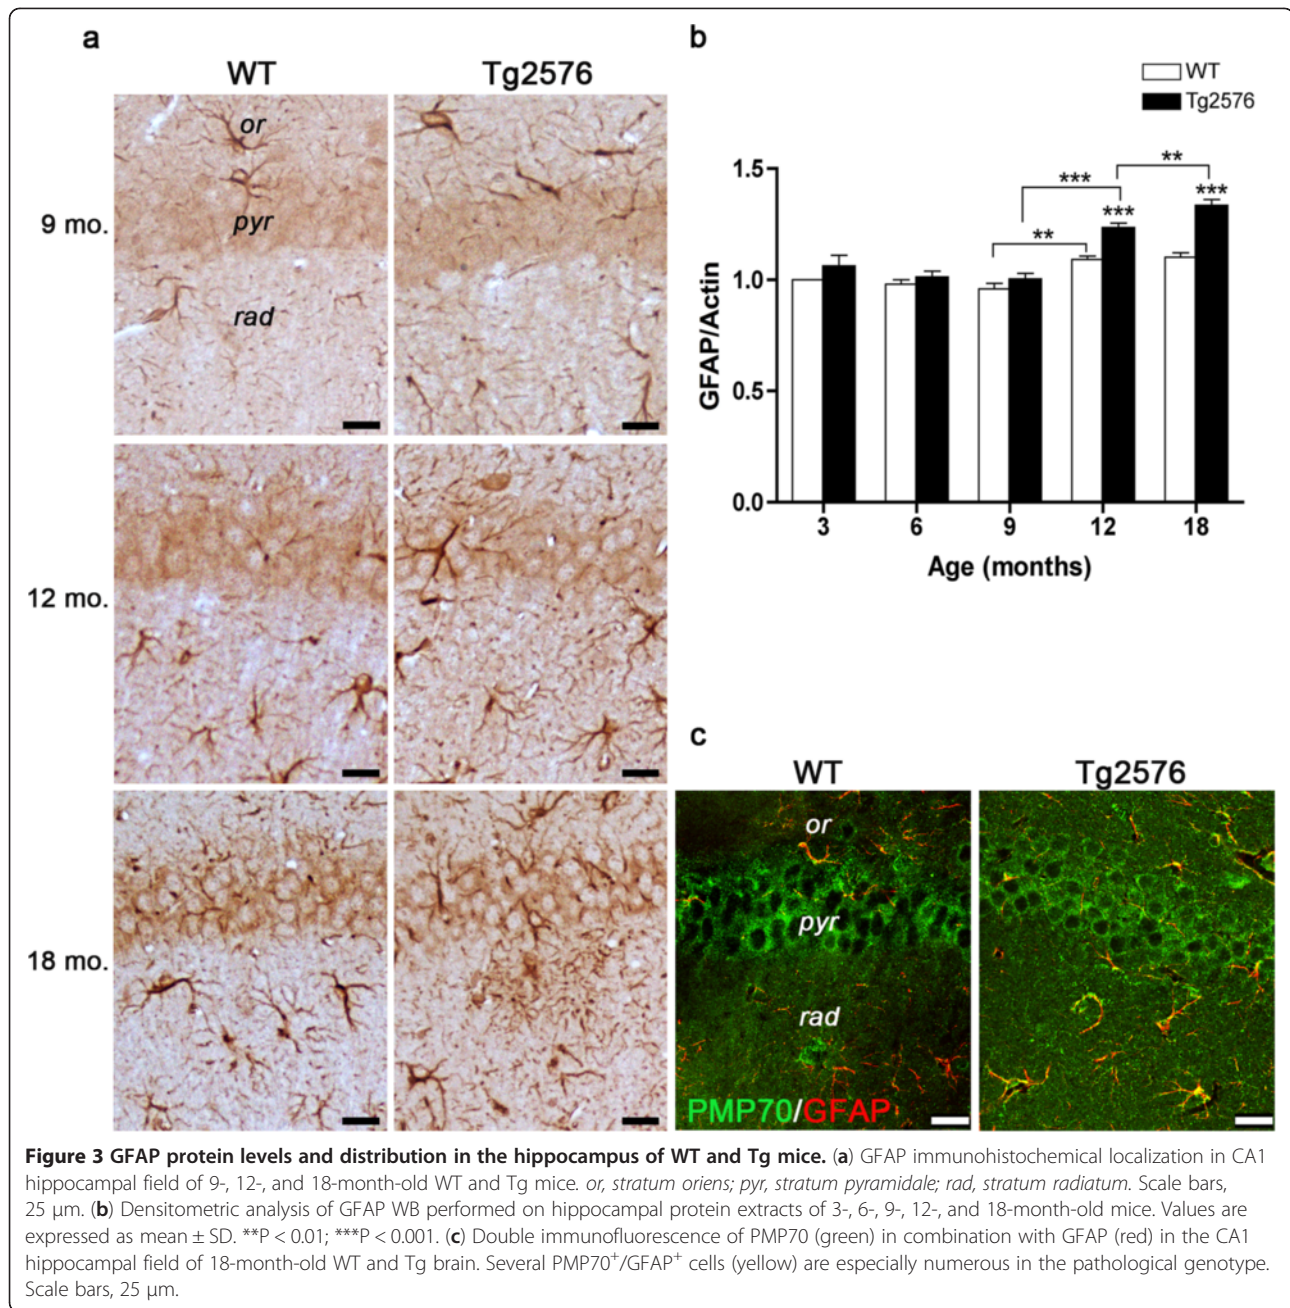 a
WT Tg2576
9 mo.
or
pyr
rad
12 mo.
18 mo.
b
WT
Tg2576
GFAP/Actin
1.5
1.0
0.5
0.0
** *** ** *** ***
3 6 9 12 18
Age (months)
c
WT Tg2576
or
pyr
rad
PMP70/GFAP
Figure 3 GFAP protein levels and distribution in the hippocampus of WT and Tg mice. (a) GFAP immunohistochemical localization in CA1
hippocampal field of 9-, 12-, and 18-month-old WT and Tg mice. or, stratum oriens; pyr, stratum pyramidale; rad, stratum radiatum. Scale bars,
25 μm. (b) Densitometric analysis of GFAP WB performed on hippocampal protein extracts of 3-, 6-, 9-, 12-, and 18-month-old mice. Values are
expressed as mean ± SD. **P < 0.01; ***P < 0.001. (c) Double immunofluorescence of PMP70 (green) in combination with GFAP (red) in the CA1
hippocampal field of 18-month-old WT and Tg brain. Several PMP70⁺/GFAP⁺ cells (yellow) are especially numerous in the pathological genotype.
Scale bars, 25 μm.